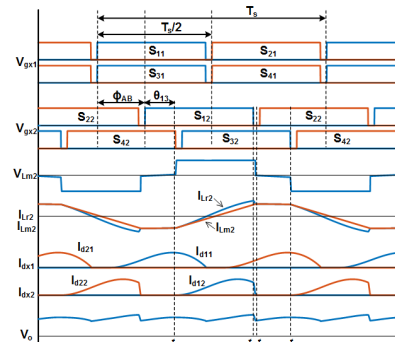 Ts
Ts/2
Vgx1
S11
S21
S31
S41
ΦAB
θ13
Vgx2
S22
S12
S22
S42
S32
S42
VLm2
ILr2
ILm2
ILr2
ILm2
Idx1
Id21
Id11
Idx2
Id22
Id12
Vo